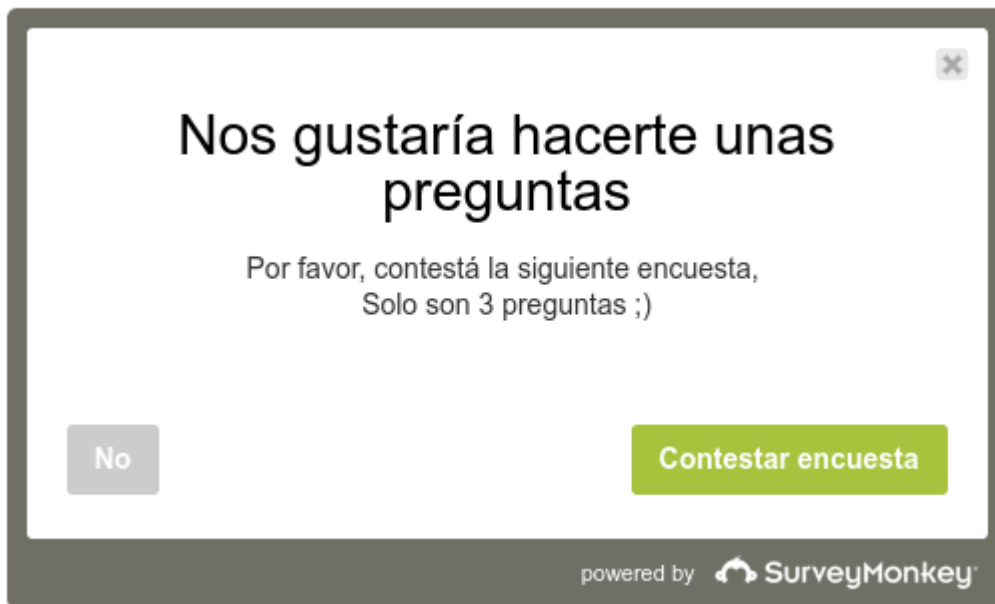 Nos gustaría hacerte unas
preguntas
Por favor, contestá la siguiente encuesta,
Solo son 3 preguntas ;)
No
Contestar encuesta
powered by SurveyMonkey